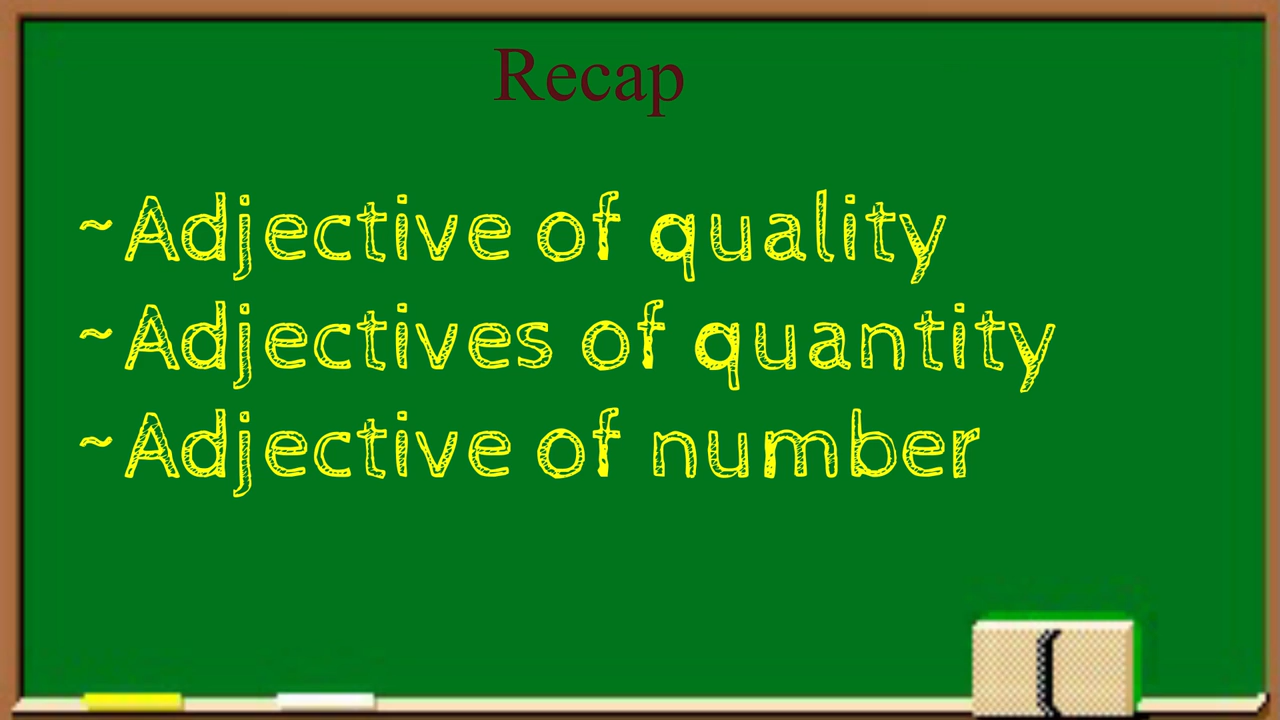 Recap
~Adjective of quality
~Adjectives of quantity
~Adjective of number